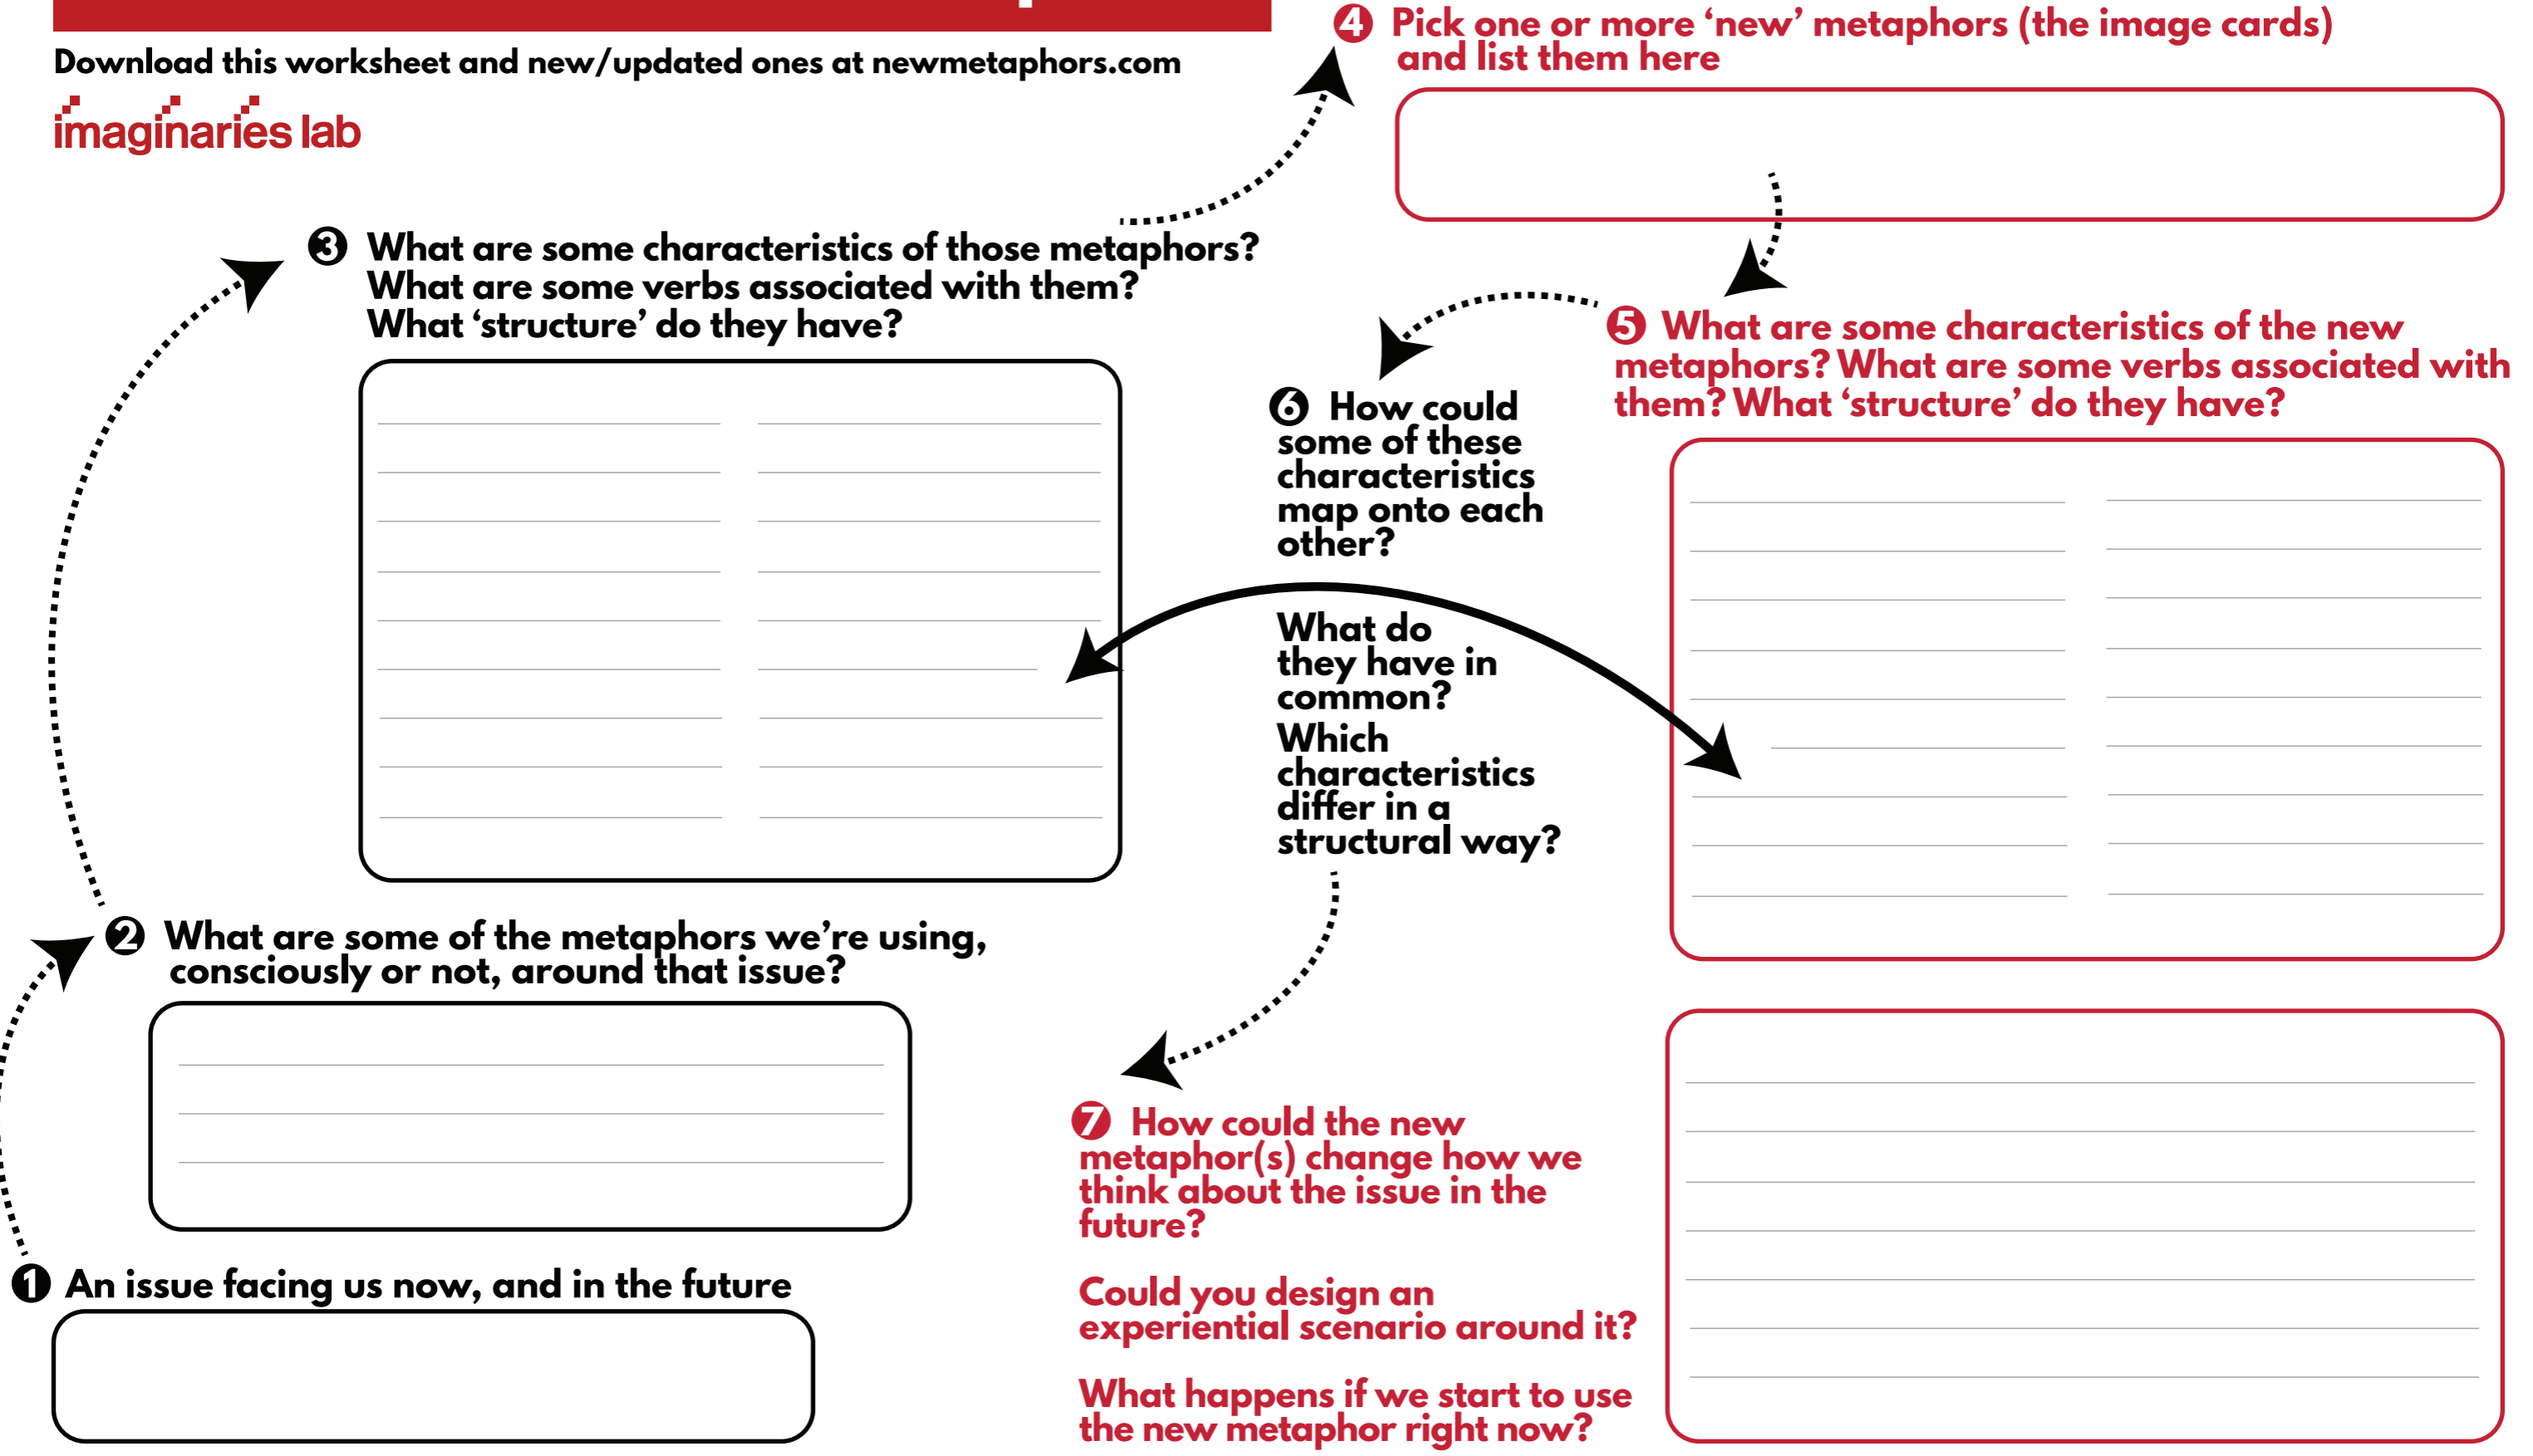 Download this worksheet and new/updated ones at newmetaphors.com
imaginaries lab
1 An issue facing us now, and in the future
2 What are some of the metaphors we’re using,
consciously or not, around that issue?
3 What are some characteristics of those metaphors?
What are some verbs associated with them?
What ‘structure’ do they have?
4 Pick one or more ‘new’ metaphors (the image cards)
and list them here
5 What are some characteristics of the new
metaphors? What are some verbs associated with
them? What ‘structure’ do they have?
6 How could
some of these
characteristics
map onto each
other?
What do
they have in
common?
Which
characteristics
differ in a
structural way?
7 How could the new
metaphor(s) change how we
think about the issue in the
future?
Could you design an
experiential scenario around it?
What happens if we start to use
the new metaphor right now?